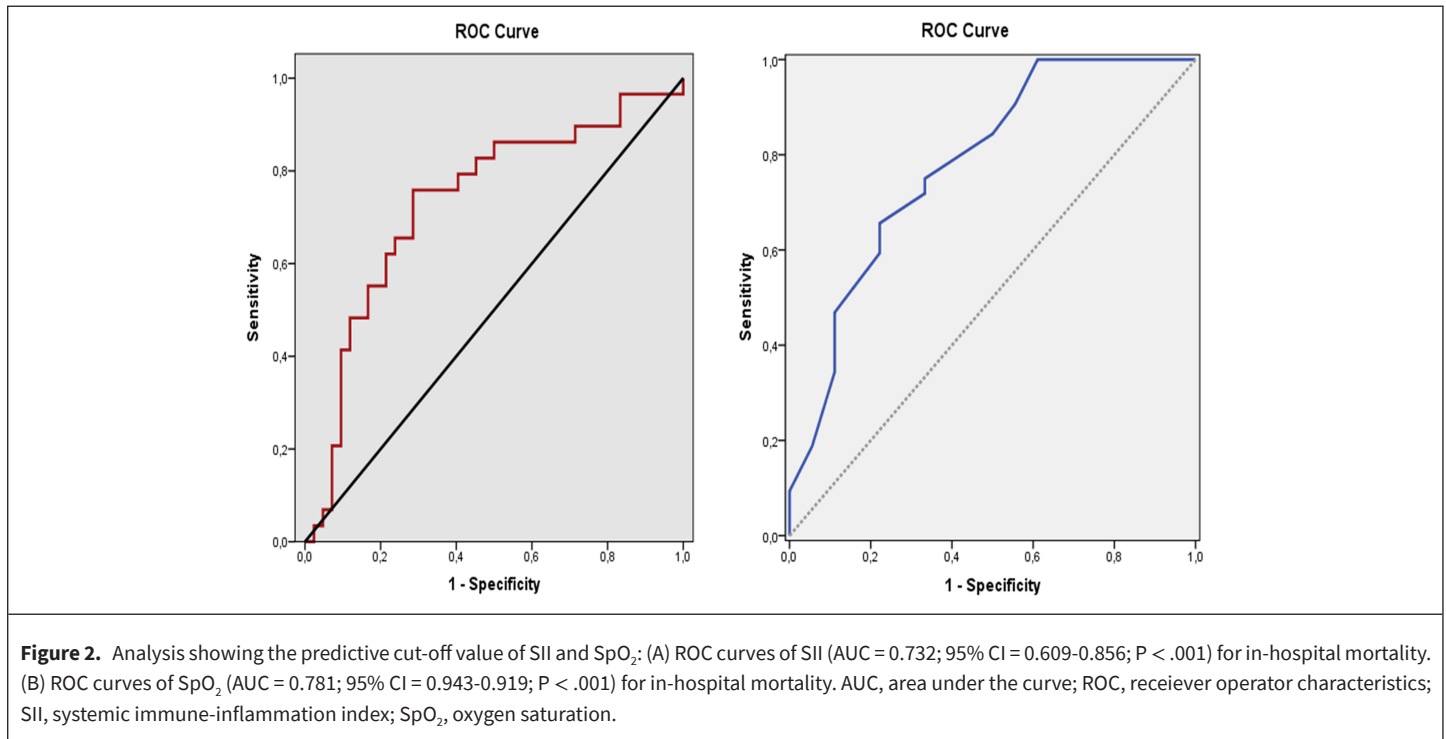 ROC Curve
1,0
0,8
0,6
0,4
0,2
0,0
Sensitivity
0,0 0,2 0,4 0,6 0,8 1,0
1 - Specificity
ROC Curve
1,0
0,8
0,6
0,4
0,2
0,0
Sensitivity
0,0 0,2 0,4 0,6 0,8 1,0
1 - Specificity
Figure 2. Analysis showing the predictive cut-off value of SII and SpO₂: (A) ROC curves of SII (AUC = 0.732; 95% CI = 0.609-0.856; P < .001) for in-hospital mortality.
(B) ROC curves of SpO₂ (AUC = 0.781; 95% CI = 0.943-0.919; P < .001) for in-hospital mortality. AUC, area under the curve; ROC, receiever operator characteristics;
SII, systemic immune-inflammation index; SpO₂, oxygen saturation.